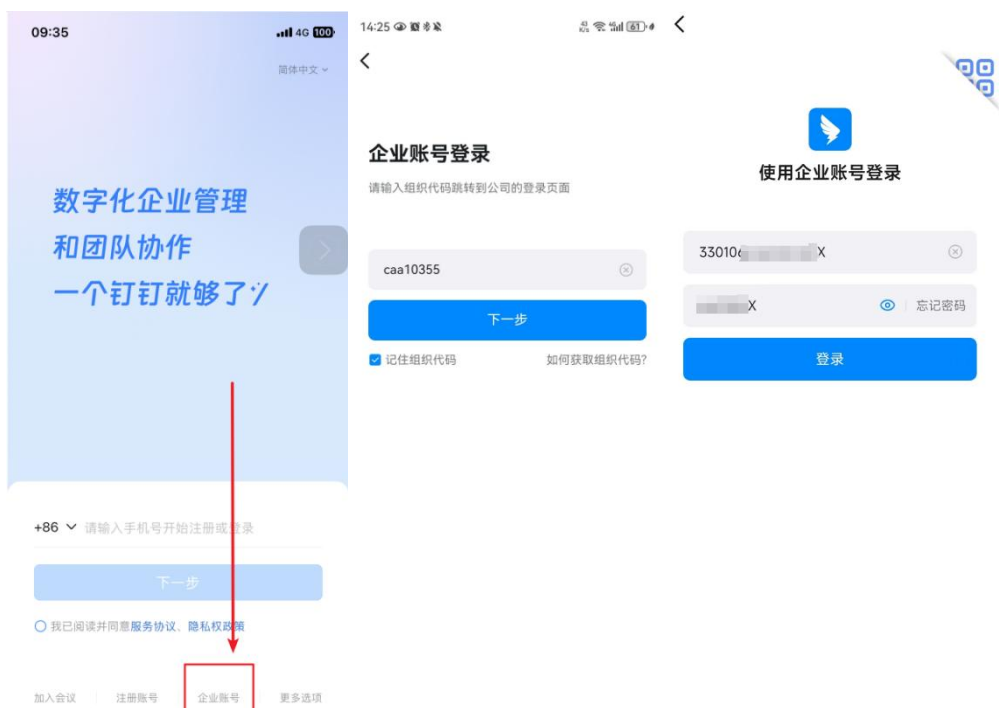 09:35
4G 100
简体中文
数字化企业管理
和团队协作
一个钉钉就够了
+86 请输入手机号开始注册或登录
下一步
我已阅读并同意服务协议、隐私权政策
加入会议 注册账号 企业账号 更多选项
14:25
61
企业账号登录
请输入组织代码跳转到公司的登录页面
caa10355
下一步
记住组织代码 如何获取组织代码?
使用企业账号登录
330106 X
X 忘记密码
登录